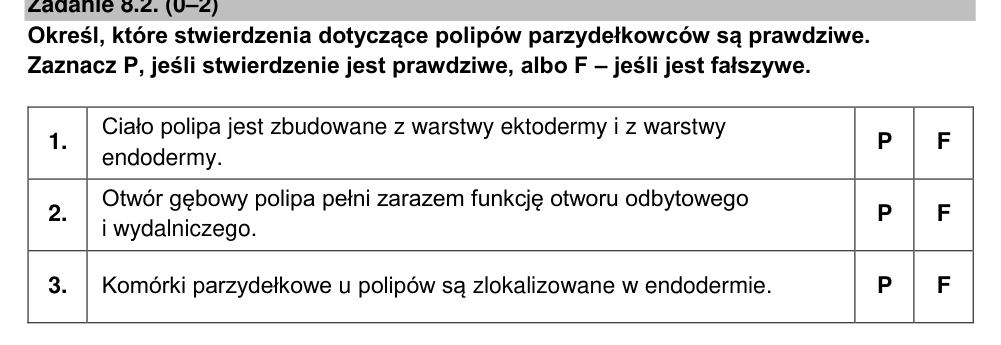 Zadanie 8.2. (0–2)
Określ, które stwierdzenia dotyczące polipów parzydełkowców są prawdziwe.
Zaznacz P, jeśli stwierdzenie jest prawdziwe, albo F – jeśli jest fałszywe.
1. Ciało polipa jest zbudowane z warstwy ektodermy i z warstwy P F
endodermy.
2. Otwór gębowy polipa pełni zarazem funkcję otworu odbytowego P F
i wydalniczego.
3. Komórki parzydełkowe u polipów są zlokalizowane w endodermie. P F